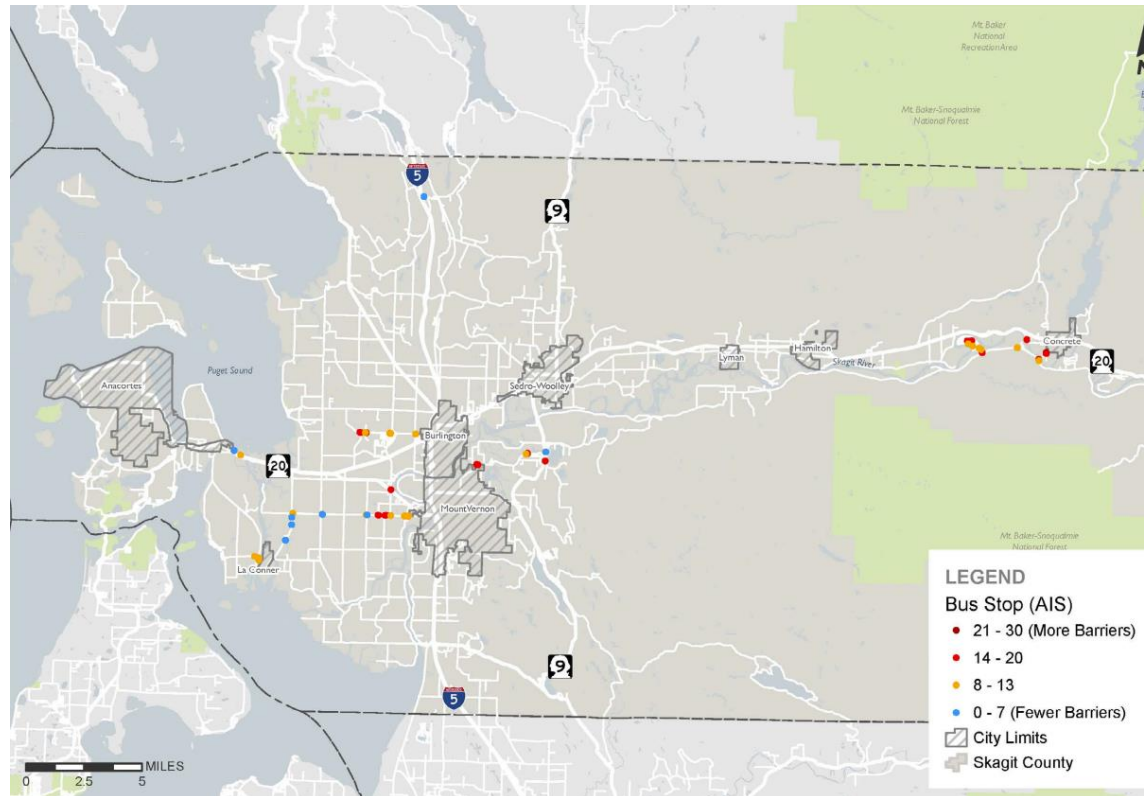 Mt. Baker
National
Recreation Area
Mt. Baker-Snoqualmie
National Forest
5
9
Puget Sound
Anacortes
Sedro-Woolley
Lyman
Hamilton
Skagit River
Concrete
20
Burlington
20
Mount Vernon
La Conner
Mt. Baker-Snoqualmie
National Forest
9
5
LEGEND
Bus Stop (AIS)
21 - 30 (More Barriers)
14 - 20
8 - 13
0 - 7 (Fewer Barriers)
City Limits
Skagit County
MILES
0 2.5 5